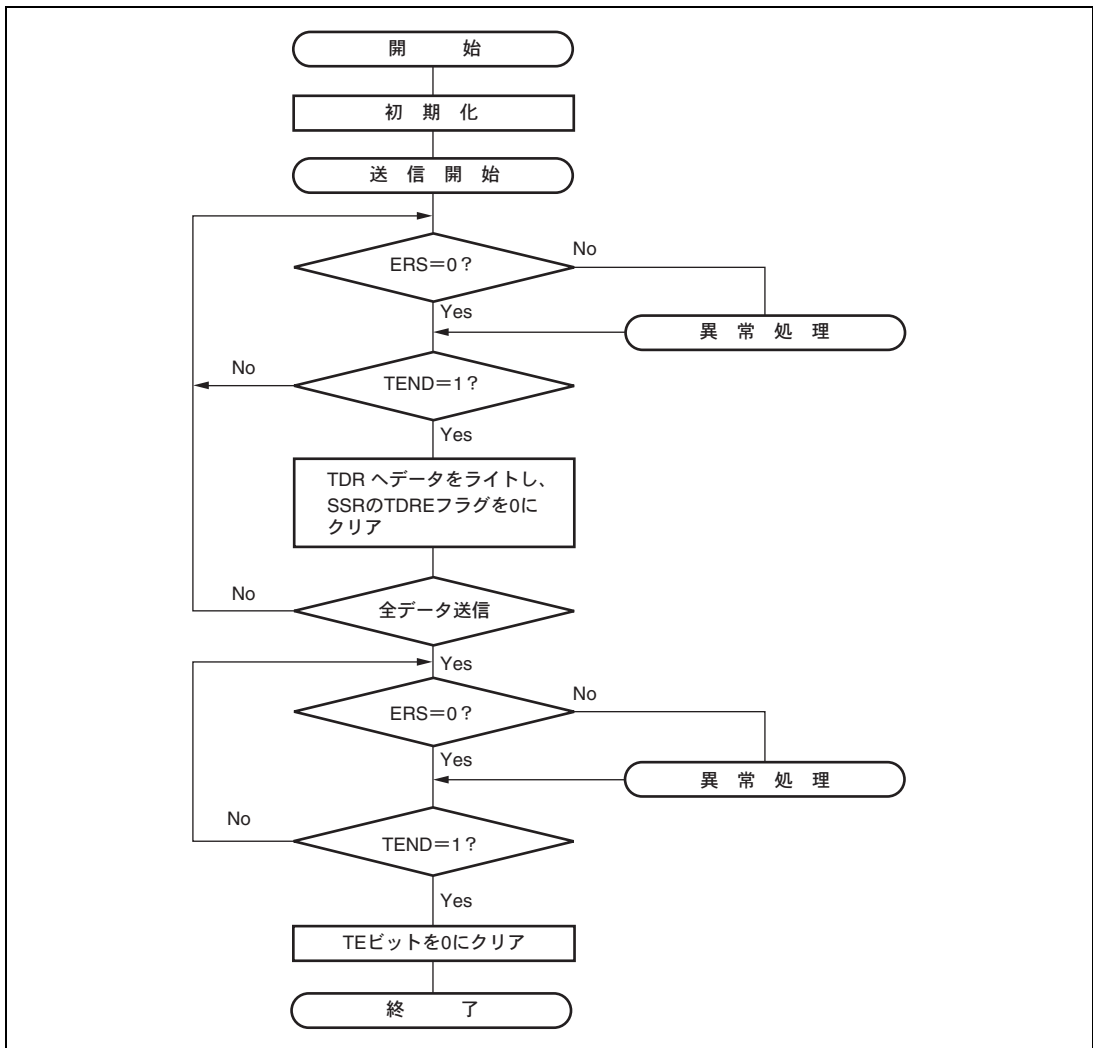 開 始
初 期 化
送 信 開 始
ERS=0?
No
Yes
異 常 処 理
No
TEND=1?
Yes
TDR へデータをライトし、
SSRのTDREフラグを0に
クリア
No
全データ送信
Yes
ERS=0?
No
Yes
異 常 処 理
No
TEND=1?
Yes
TEビットを0にクリア
終 了